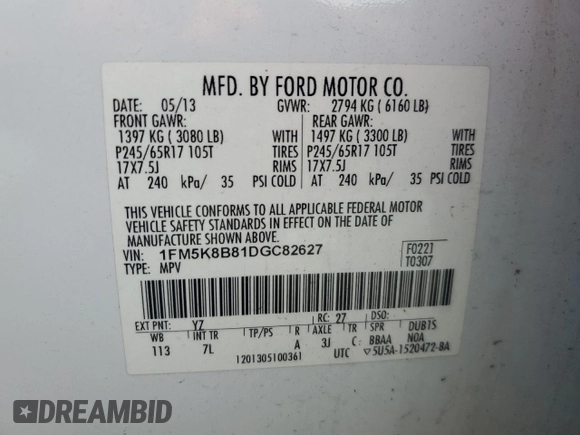 MFD. BY FORD MOTOR CO.
DATE: 05/13 GVWR: 2794 KG ( 6160 LB)
FRONT GAWR: REAR GAWR:
1397 KG ( 3080 LB) WITH 1497 KG ( 3300 LB) WITH
P245/65R17 105T TIRES P245/65R17 105T TIRES
17X7.5J RIMS 17X7.5J RIMS
AT 240 kPa/ 35 PSI COLD AT 240 kPa/ 35 PSI COLD
THIS VEHICLE CONFORMS TO ALL APPLICABLE FEDERAL MOTOR
VEHICLE SAFETY STANDARDS IN EFFECT ON THE DATE OF
MANUFACTURE SHOWN ABOVE.
VIN: 1FM5K8B81DGC82627 F0221
TYPE: MPV T0307
EXT PNT: YZ RC: 27 DSO:
WB INT TR TP/PS R AXLE TR SPR DUBIS
113 7L A 3J C: BBAA NOA
1201305100361 UTC ▽5U5A-1520472-BA
DREAMBID